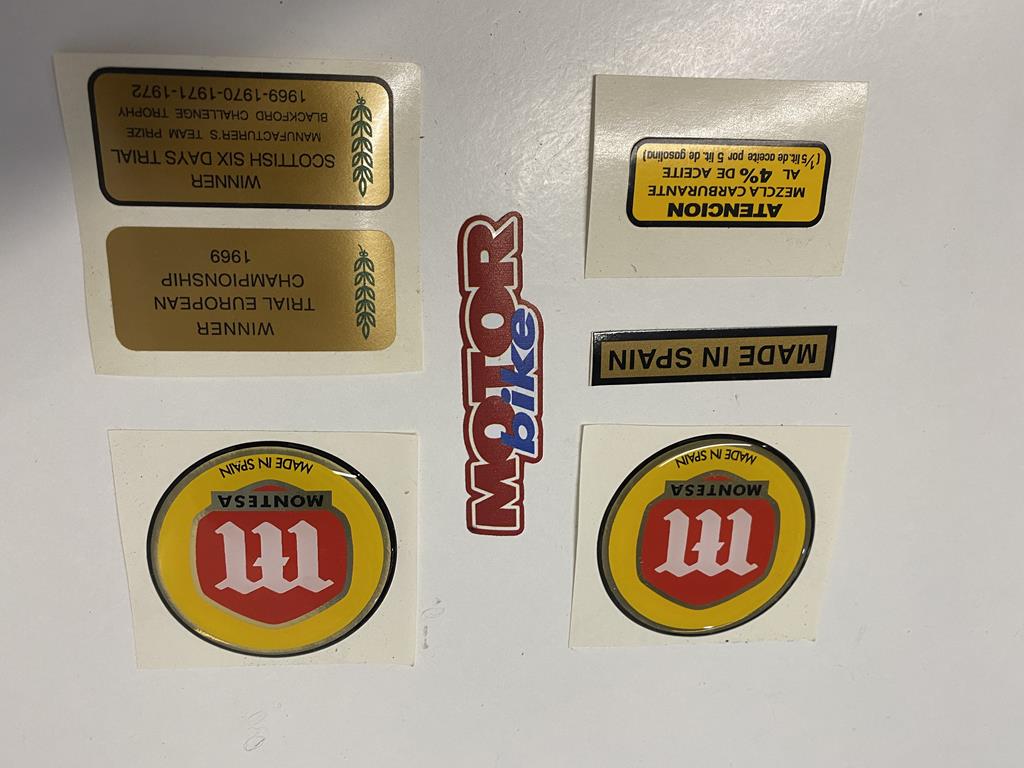 MADE IN SPAIN
MONTESA
m
MADE IN SPAIN
MONTESA
m
MADE IN SPAIN
MOTOR
bike
WINNER
TRIAL EUROPEAN
CHAMPIONSHIP
1969
ATENCION
MEZCLA CARBURANTE
AL 4% DE ACEITE
(1/5 lit. de aceite por 5 lit. de gasolina)
WINNER
SCOTTISH SIX DAYS TRIAL
MANUFACTURER'S TEAM PRIZE
BLACKFORD CHALLENGE TROPHY
1969-1970-1971-1972